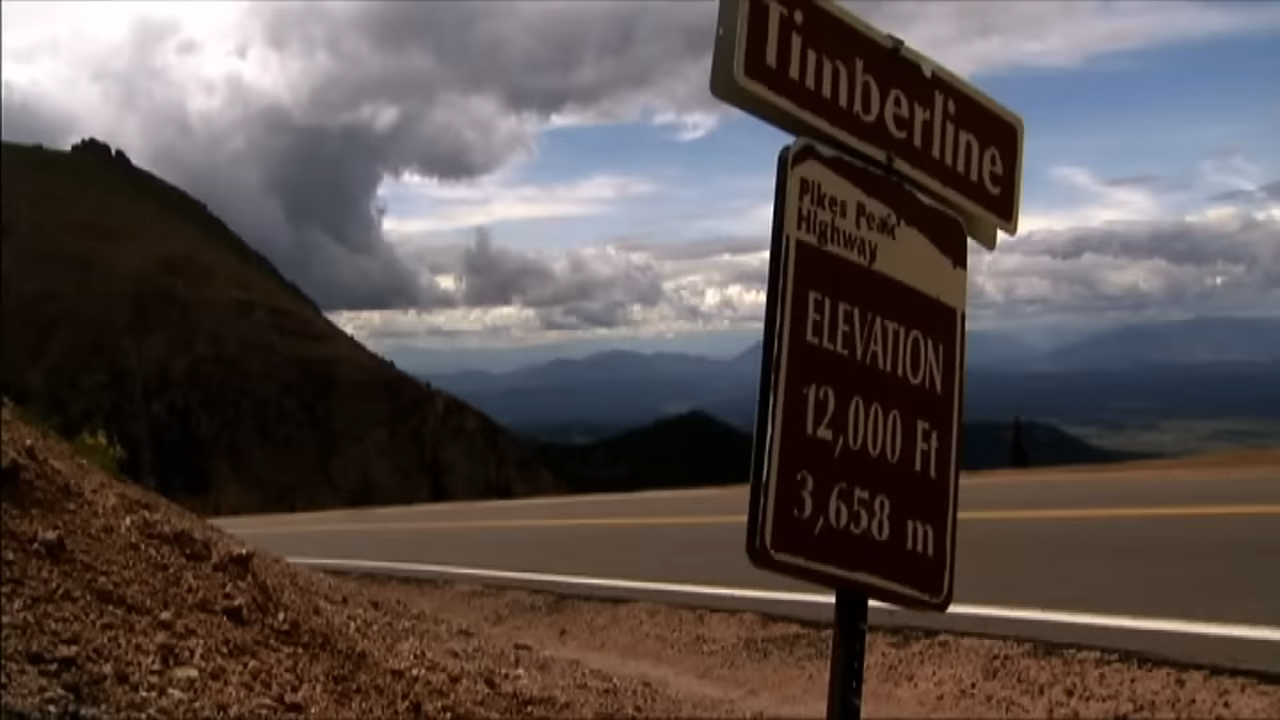 Timberline
Pikes Peak
Highway
ELEVATION
12,000 Ft
3,658 m